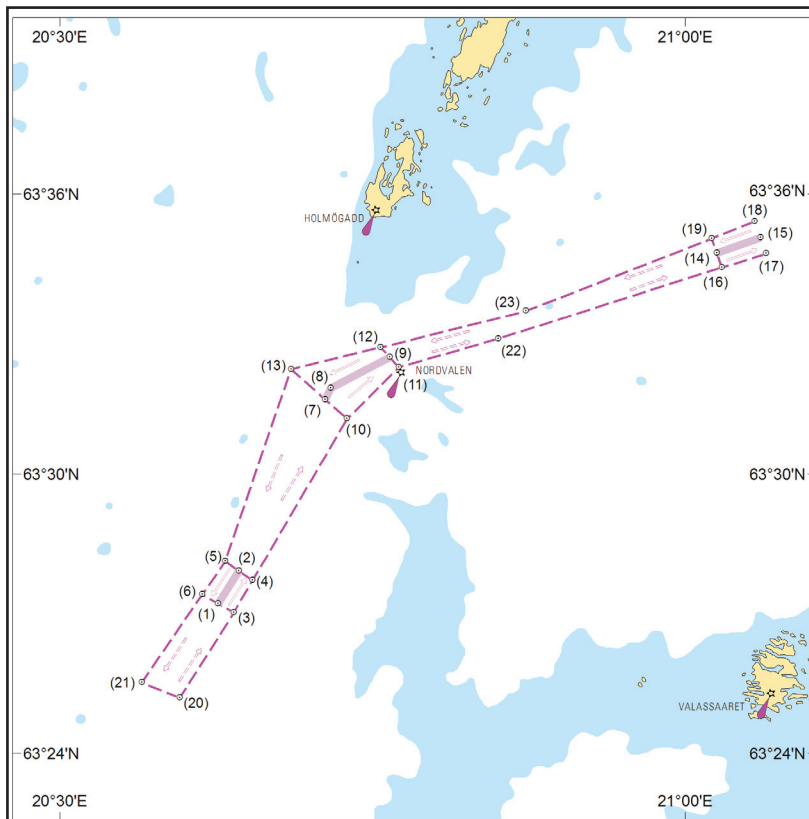 20°30'E
21°00'E
63°36'N
63°36'N
HOLMÖGADD
(18)
(19)
(15)
(14)
(17)
(16)
(23)
(12)
(22)
(9)
(13)
NORDVALEN
(8)
(11)
(7)
(10)
63°30'N
63°30'N
(5)
(2)
(4)
(6)
(1)
(3)
(21)
(20)
VALASSAARET
63°24'N
63°24'N
20°30'E
21°00'E